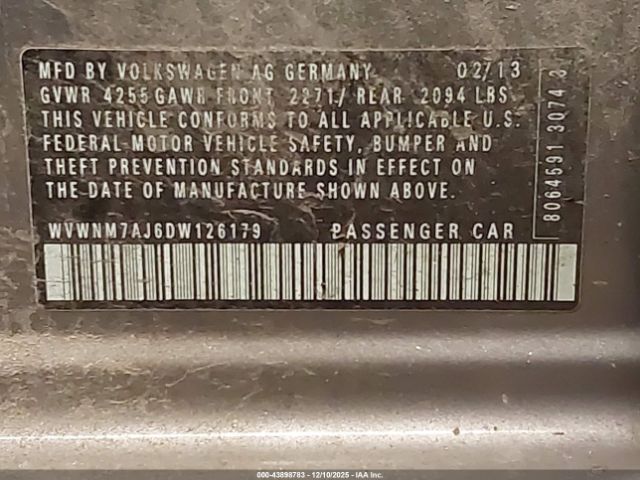 MFD BY VOLKSWAGEN AG GERMANY 02/13
GVWR 4255 GAWR FRONT 2271/ REAR 2094 LBS
THIS VEHICLE CONFORMS TO ALL APPLICABLE U.S.
FEDERAL MOTOR VEHICLE SAFETY, BUMPER AND
THEFT PREVENTION STANDARDS IN EFFECT ON
THE DATE OF MANUFACTURE SHOWN ABOVE.
WVWNM7AJ6DW126179 PASSENGER CAR
8064591 3074 3
000-43898783 - 12/10/2025 - IAA Inc.